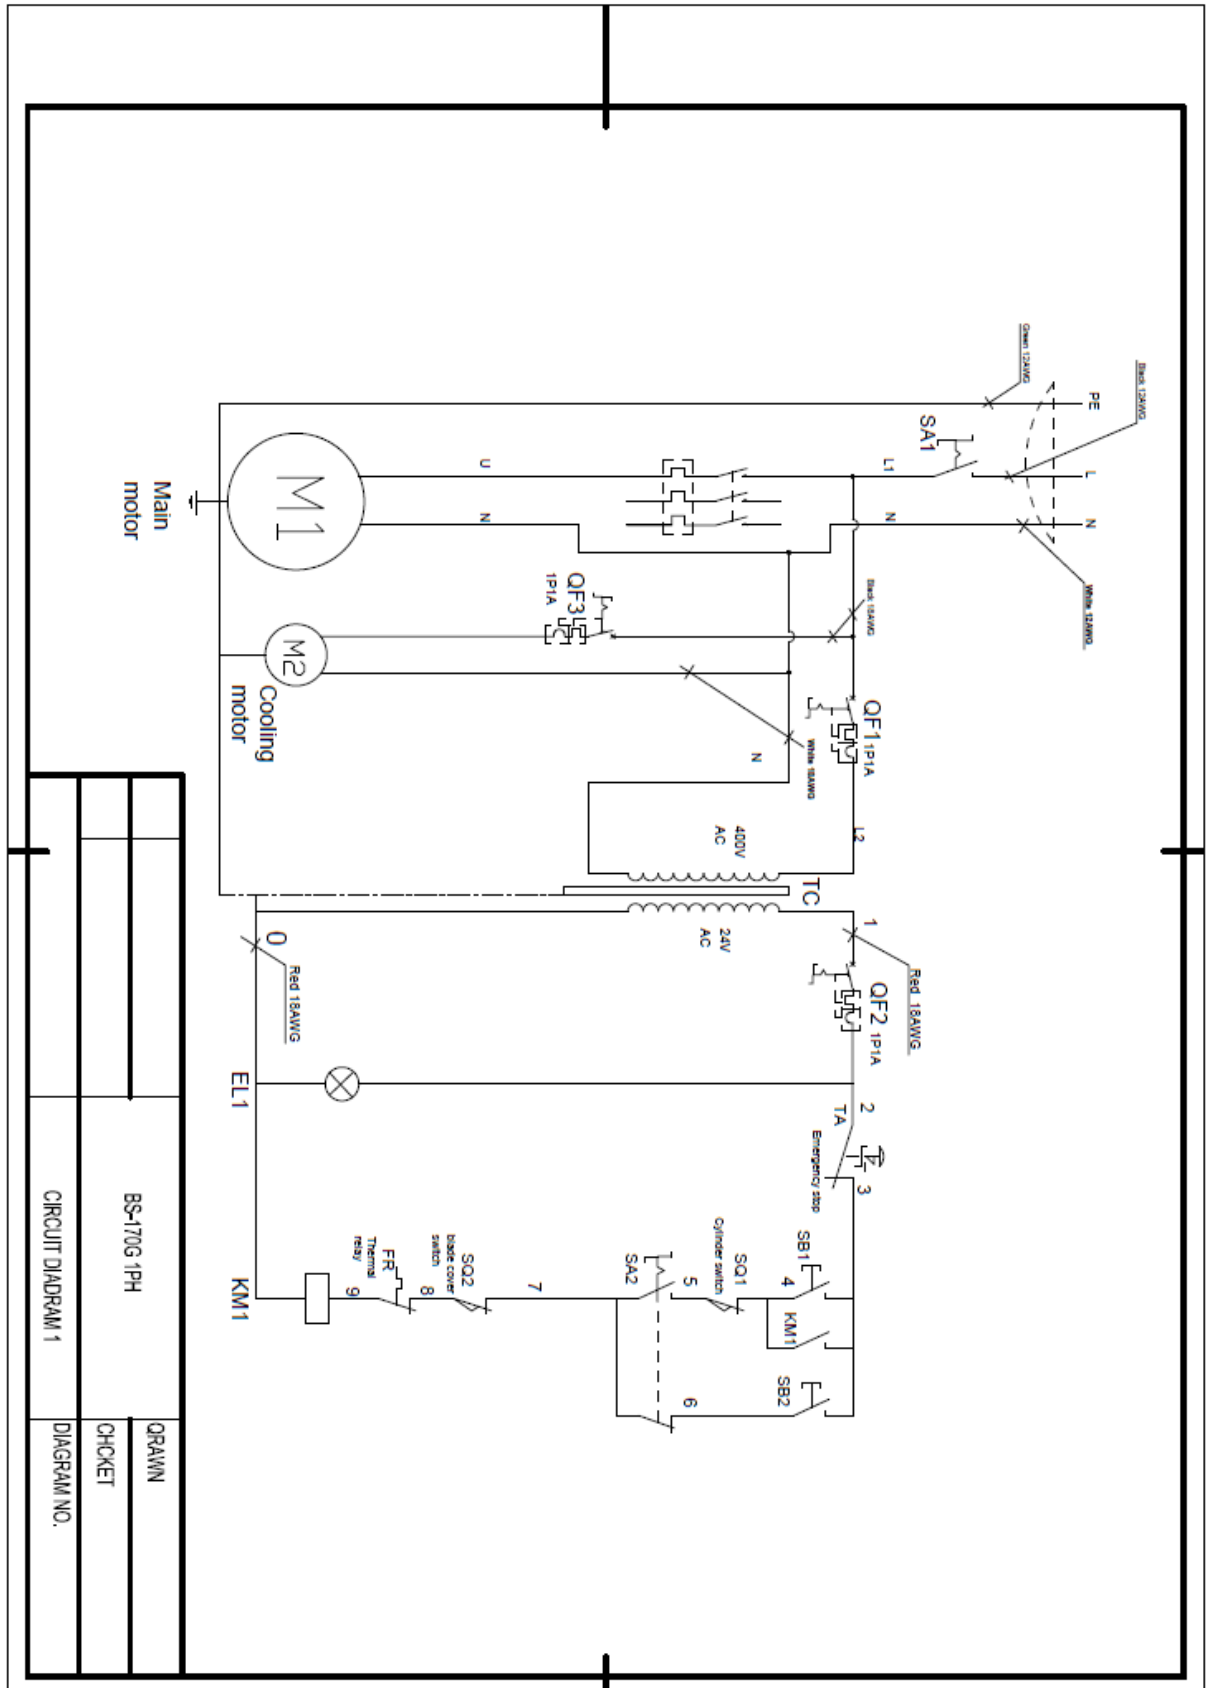 PE
L
N
Green 12AWG
Black 12AWG
White 12AWG
SA1
L1
N
Black 18AWG
QF1 1P1A
L2
U
N
QF3
1P1A
White 18AWG
N
M1
Main
motor
M2
Cooling
motor
400V
AC
TC
24V
AC
1
Red 18AWG
QF2 1P1A
0
Red 18AWG
EL1
2
TA
Emergency stop
3
SB1
4
KM1
SB2
SQ1
Cylinder switch
5
6
SA2
7
SQ2
blade cover
switch
8
FR
Thermal
relay
9
KM1
QRAWN
BS-170G 1PH
CHCKET
CIRCUIT DIADRAM 1
DIAGRAM NO.